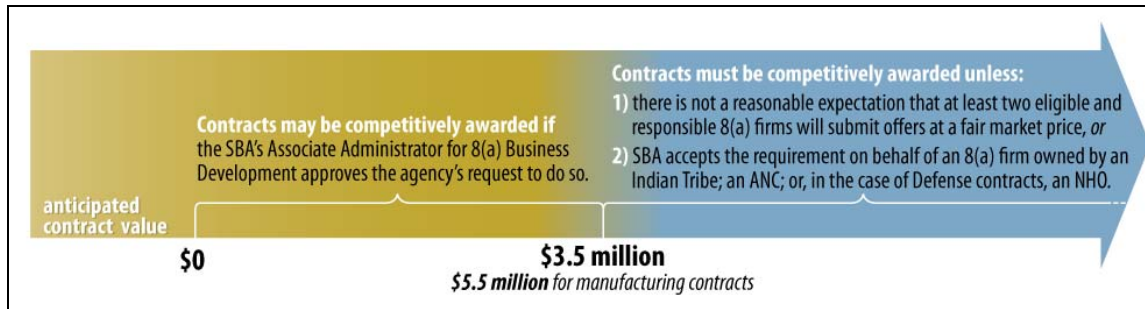 Contracts may be competitively awarded if
the SBA's Associate Administrator for 8(a) Business
Development approves the agency's request to do so.
Contracts must be competitively awarded unless:
1) there is not a reasonable expectation that at least two eligible and
responsible 8(a) firms will submit offers at a fair market price, or
2) SBA accepts the requirement on behalf of an 8(a) firm owned by an
Indian Tribe; an ANC; or, in the case of Defense contracts, an NHO.
anticipated
contract value
$0
$3.5 million
$5.5 million for manufacturing contracts